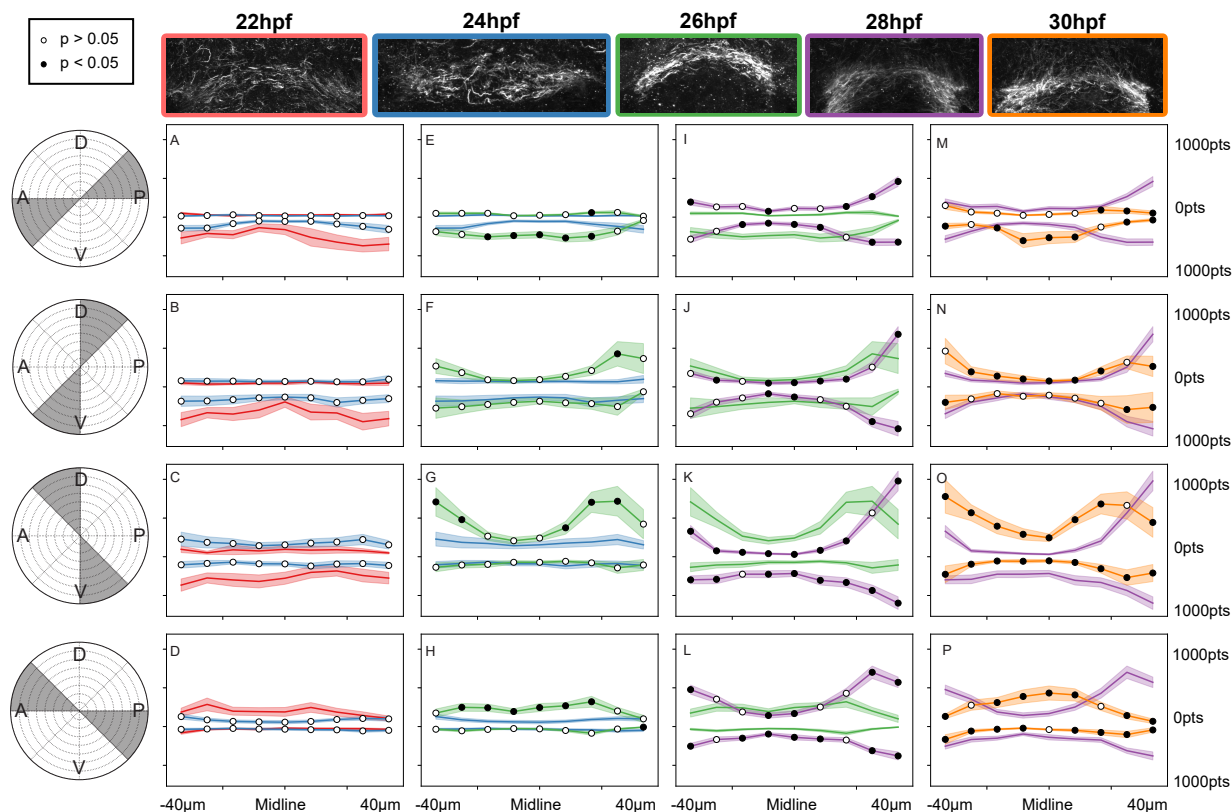 22hpf 24hpf 26hpf 28hpf 30hpf
p > 0.05
p < 0.05
D
A P
V
A E I M
1000pts
0pts
1000pts
D
A P
V
B F J N
1000pts
0pts
1000pts
D
A P
V
C G K O
1000pts
0pts
1000pts
D
A P
V
D H L P
1000pts
0pts
1000pts
-40µm Midline 40µm -40µm Midline 40µm -40µm Midline 40µm -40µm Midline 40µm